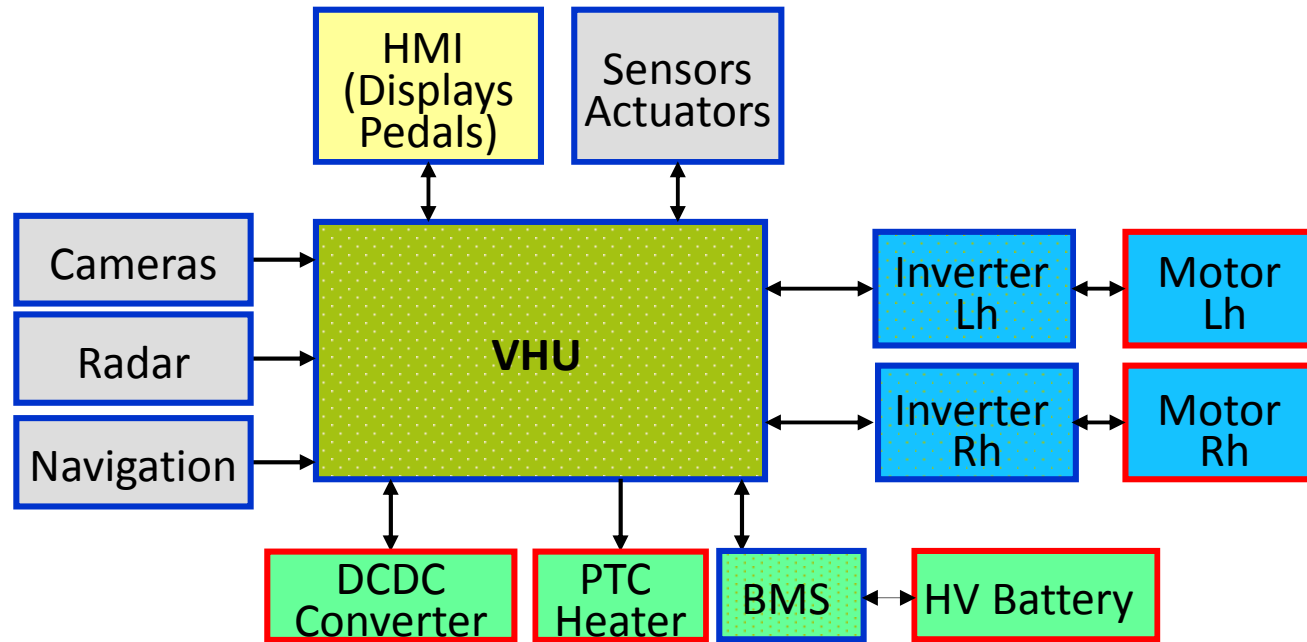 HMI
(Displays
Pedals)
Sensors
Actuators
Cameras
Radar
Navigation
VHU
Inverter
Lh
Motor
Lh
Inverter
Rh
Motor
Rh
DCDC
Converter
PTC
Heater
BMS
HV Battery